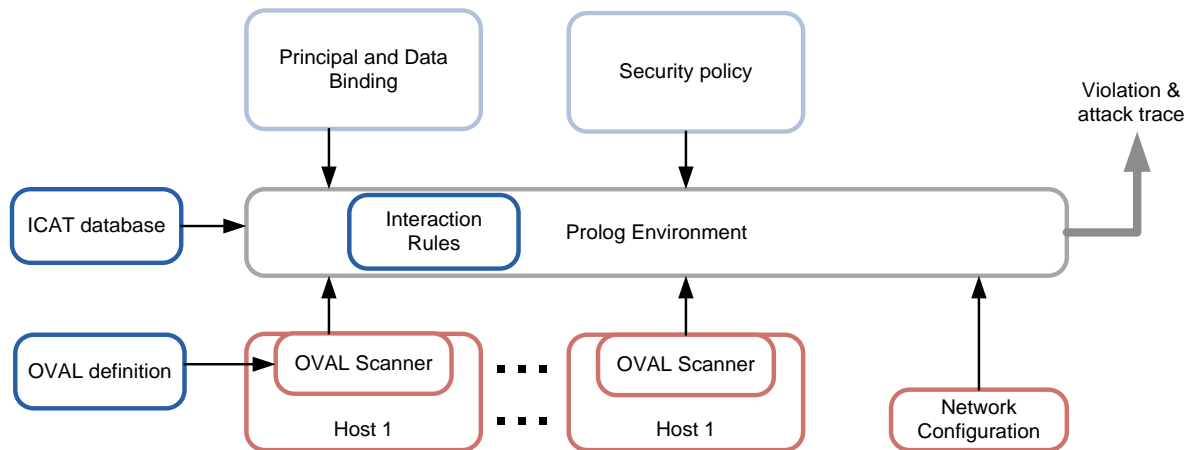 Principal and Data
Binding
Security policy
Violation &
attack trace
ICAT database
Interaction
Rules
Prolog Environment
OVAL definition
OVAL Scanner
OVAL Scanner
Host 1
Host 1
Network
Configuration